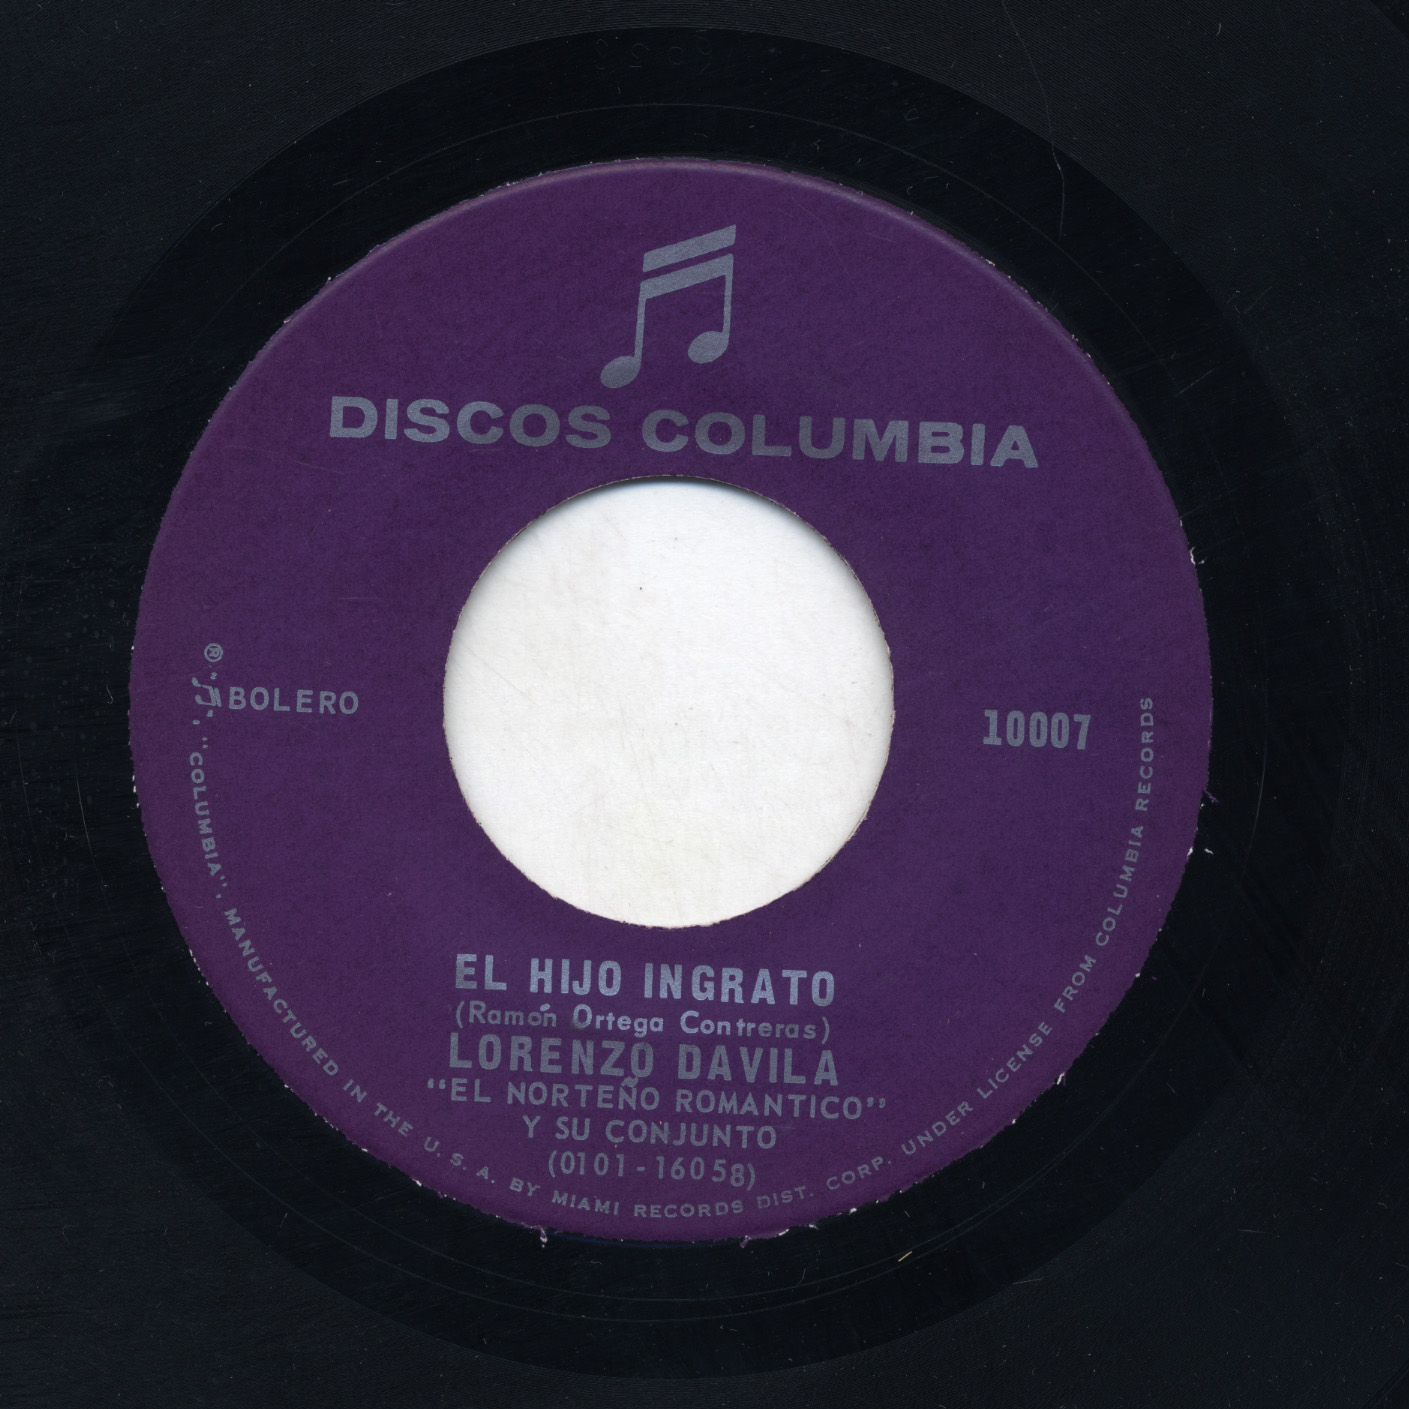 DISCOS COLUMBIA
BOLERO
10007
EL HIJO INGRATO
(Ramón Ortega Contreras)
LORENZO DAVILA
"EL NORTEÑO ROMANTICO"
Y SU CONJUNTO
(0101-16058)
®"♫", "COLUMBIA", MANUFACTURED IN THE U. S. A. BY MIAMI RECORDS DIST. CORP. UNDER LICENSE FROM COLUMBIA RECORDS